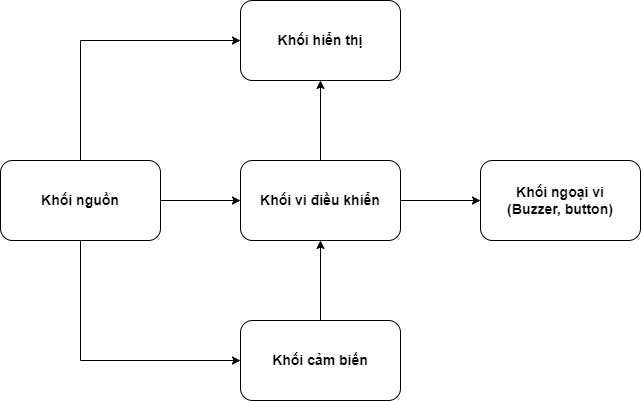 Khối hiển thị
Khối nguồn
Khối vi điều khiển
Khối ngoại vi
(Buzzer, button)
Khối cảm biến